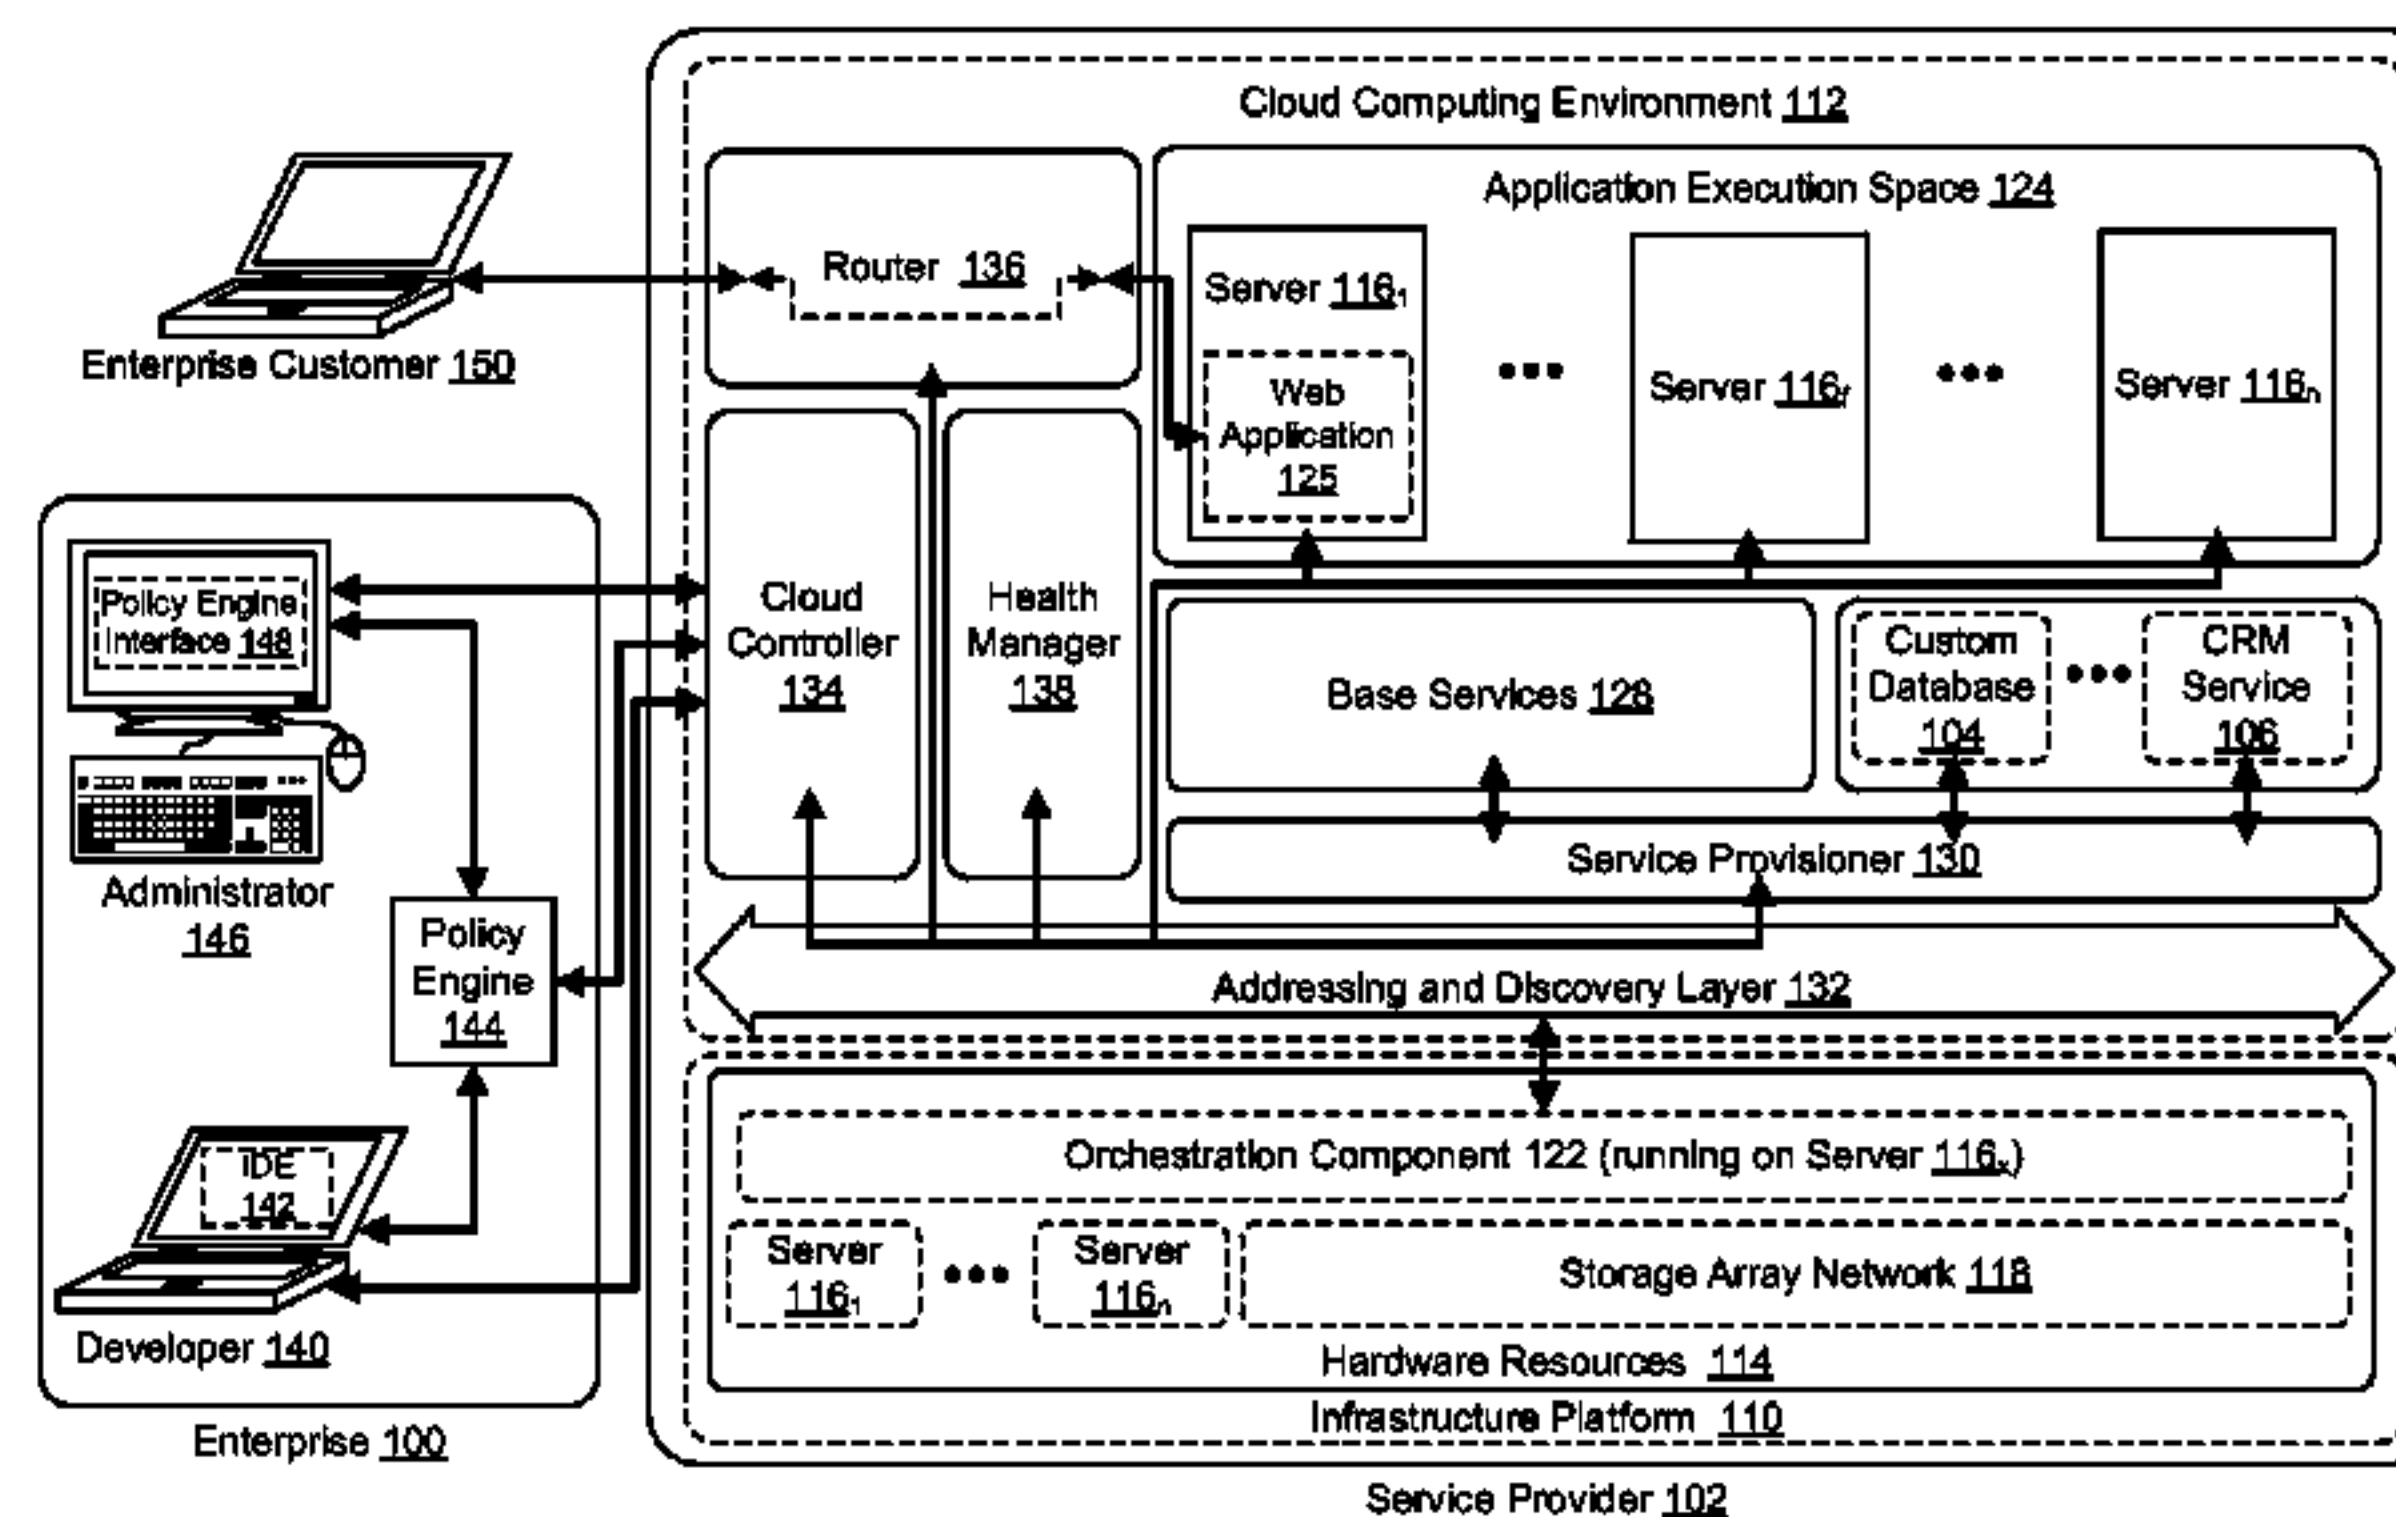 Cloud Computing Environment 112
Application Execution Space 124
Router 136
Server 116₁
Web
Application
125
Server 116
Server 116ₙ
Enterprise Customer 150
Cloud
Controller
134
Health
Manager
138
Base Services 128
Custom
Database
104
CRM
Service
106
Service Provisioner 130
Policy Engine
Interface 148
Administrator
146
Policy
Engine
144
Addressing and Discovery Layer 132
Orchestration Component 122 (running on Server 116ₓ)
Server
116₁
Server
116ₙ
Storage Array Network 118
Hardware Resources 114
Infrastructure Platform 110
IDE
142
Developer 140
Enterprise 100
Service Provider 102